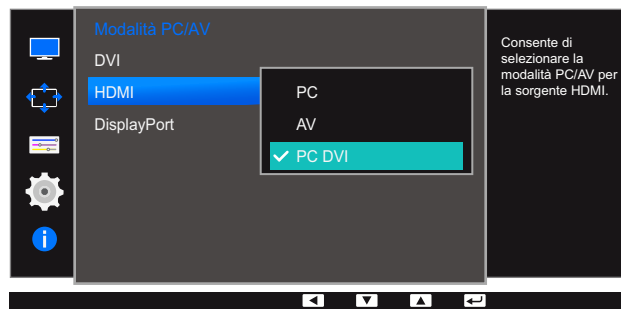 Modalità PC/AV
DVI
HDMI
DisplayPort
PC
AV
PC DVI
Consente di
selezionare la
modalità PC/AV per
la sorgente HDMI.